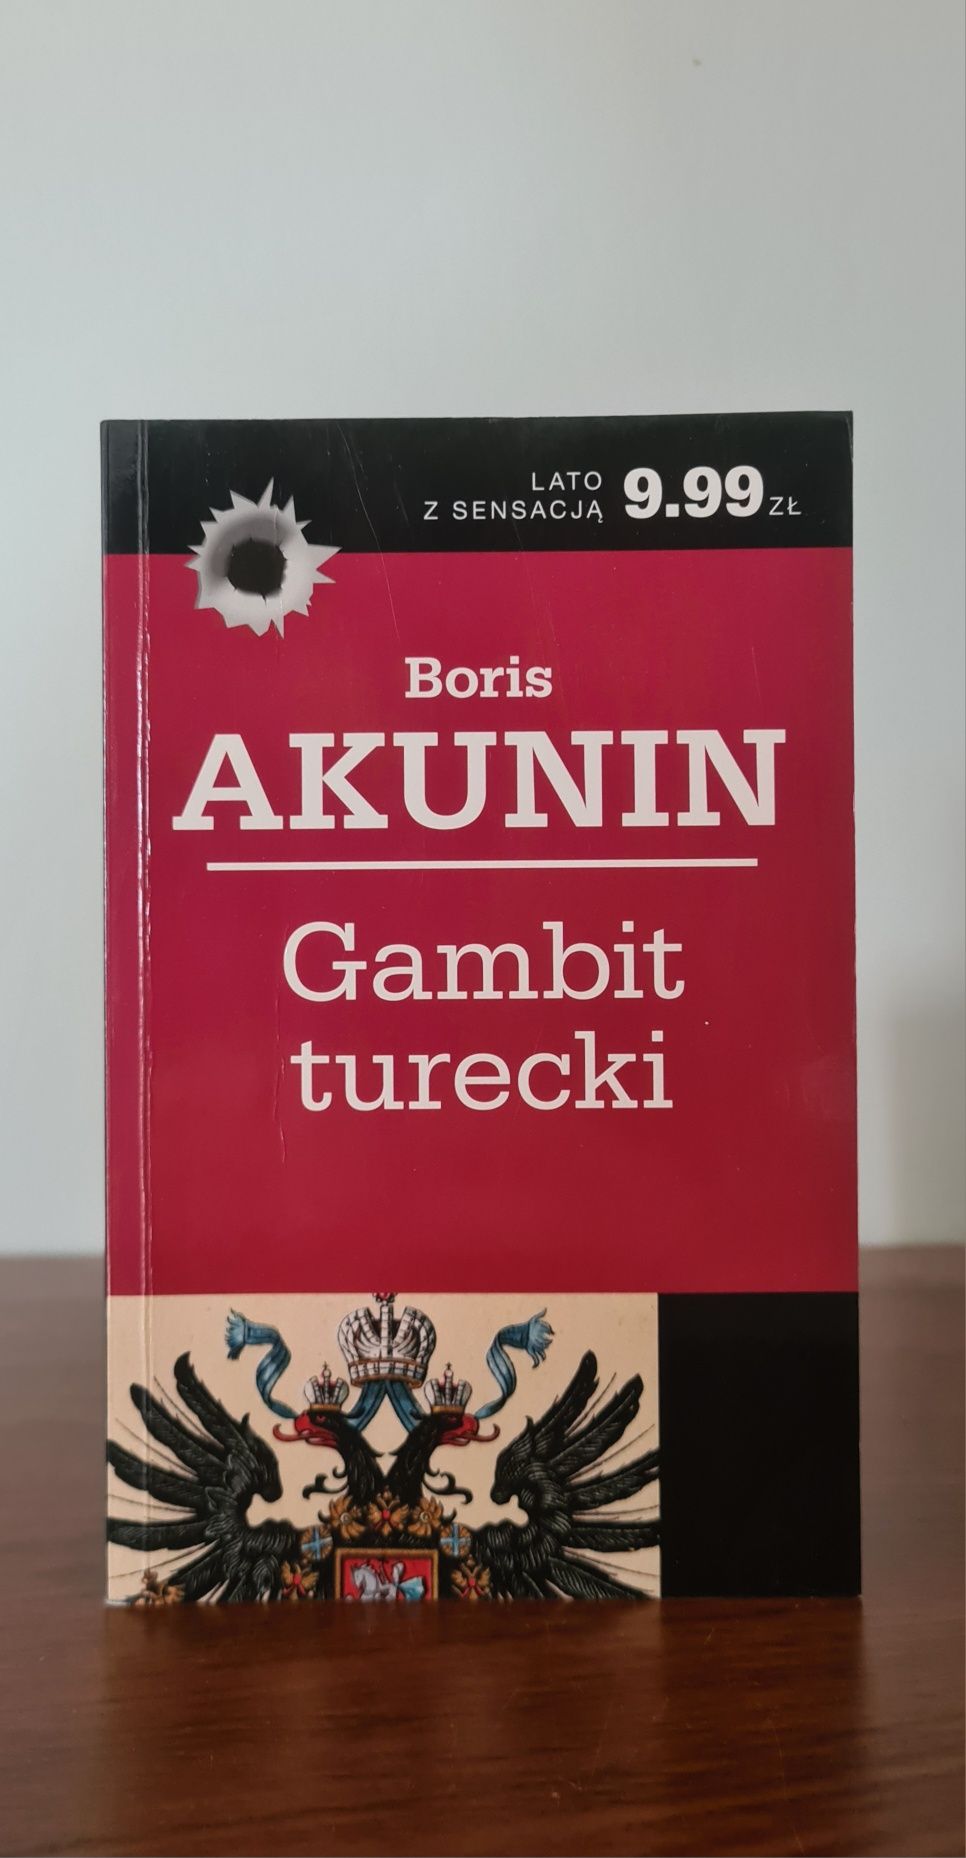 LATO
Z SENSACJĄ 9.99 ZŁ
Boris
AKUNIN
Gambit
turecki